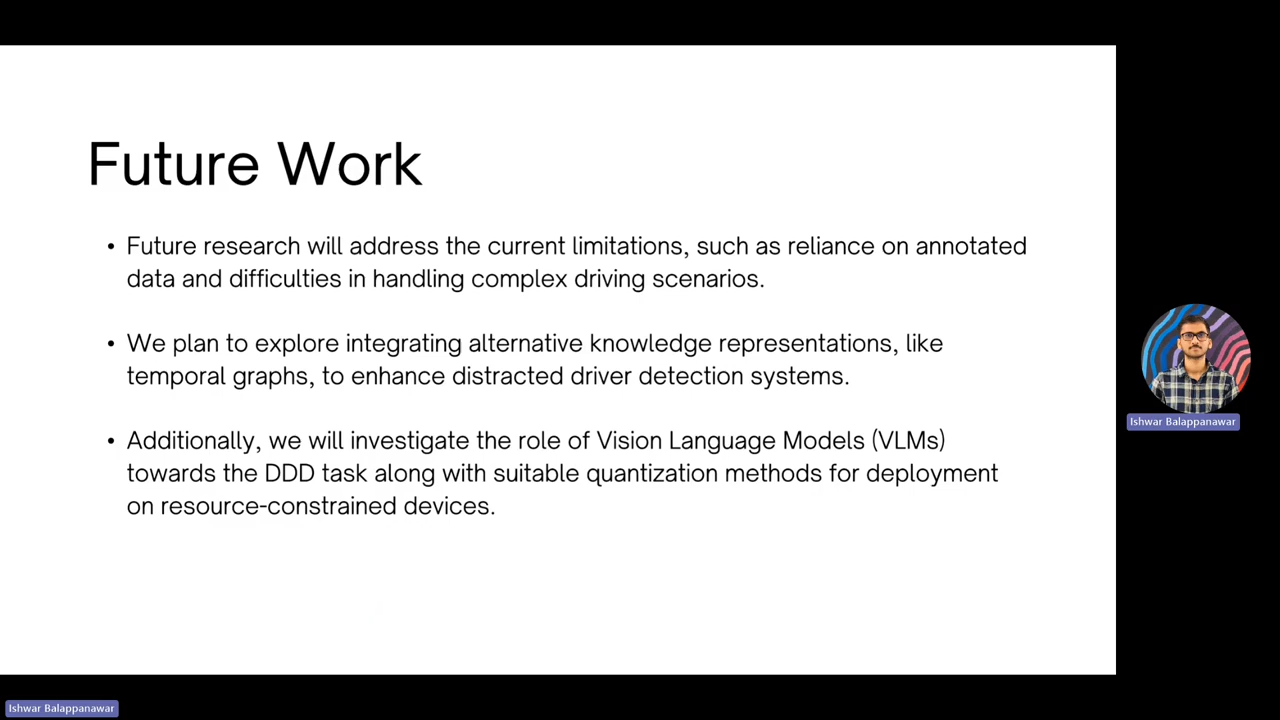 Future Work
• Future research will address the current limitations, such as reliance on annotated
data and difficulties in handling complex driving scenarios.
• We plan to explore integrating alternative knowledge representations, like
temporal graphs, to enhance distracted driver detection systems.
• Additionally, we will investigate the role of Vision Language Models (VLMs)
towards the DDD task along with suitable quantization methods for deployment
on resource-constrained devices.
Ishwar Balappanawar
Ishwar Balappanawar